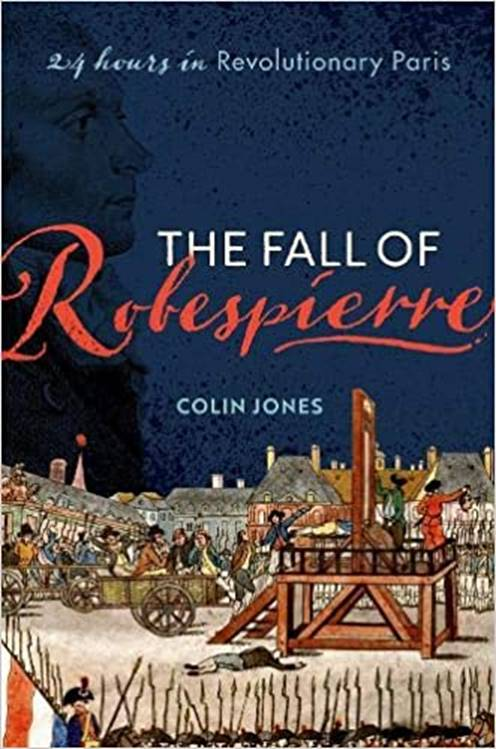 24 hours in Revolutionary Paris
THE FALL OF
Robespierre
COLIN JONES